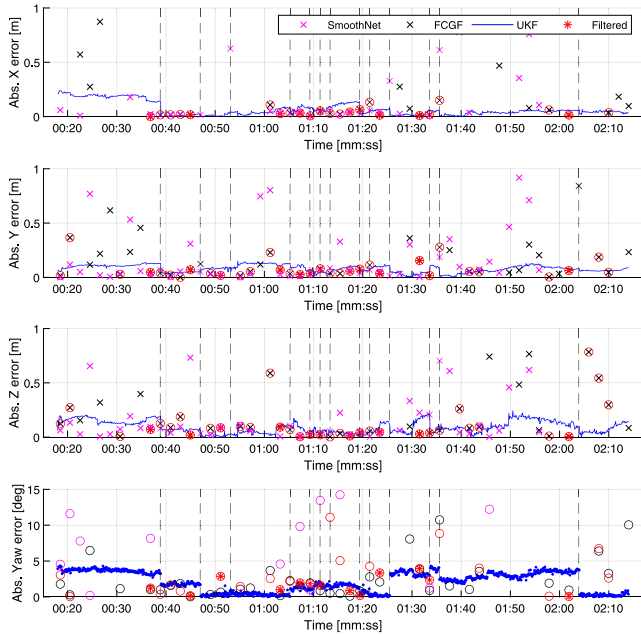 SmoothNet FCGF UKF Filtered
Abs. X error [m]
1
0.5
0
00:20 00:30 00:40 00:50 01:00 01:10 01:20 01:30 01:40 01:50 02:00 02:10
Time [mm:ss]
Abs. Y error [m]
1
0.5
0
00:20 00:30 00:40 00:50 01:00 01:10 01:20 01:30 01:40 01:50 02:00 02:10
Time [mm:ss]
Abs. Z error [m]
1
0.5
0
00:20 00:30 00:40 00:50 01:00 01:10 01:20 01:30 01:40 01:50 02:00 02:10
Time [mm:ss]
Abs. Yaw error [deg]
15
10
5
0
00:20 00:30 00:40 00:50 01:00 01:10 01:20 01:30 01:40 01:50 02:00 02:10
Time [mm:ss]